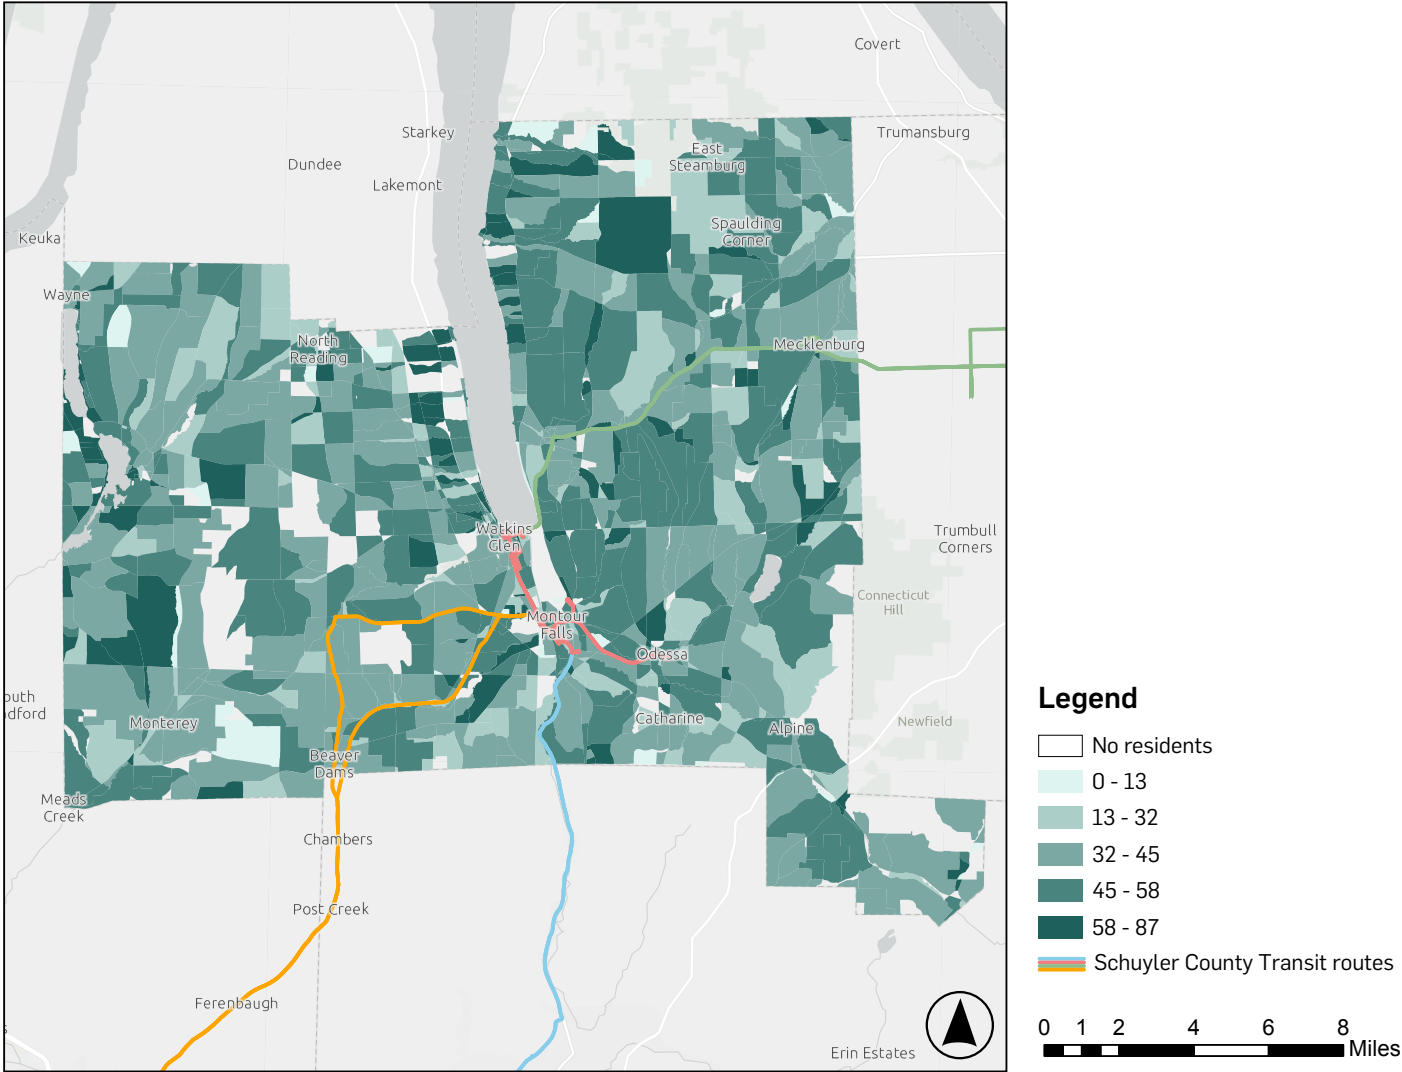 Covert
Starkey
Trumansburg
Dundee
East
Steamburg
Lakemont
Spaulding
Corner
Keuka
Wayne
North
Reading
Mecklenburg
Watkins
Glen
Trumbull
Corners
Connecticut
Hill
Montour
Falls
Odessa
outh
dford
Monterey
Catharine
Alpine
Newfield
Beaver
Dams
Meads
Creek
Chambers
Post Creek
Ferenbaugh
Erin Estates
Legend
No residents
0 - 13
13 - 32
32 - 45
45 - 58
58 - 87
Schuyler County Transit routes
0 1 2 4 6 8
Miles